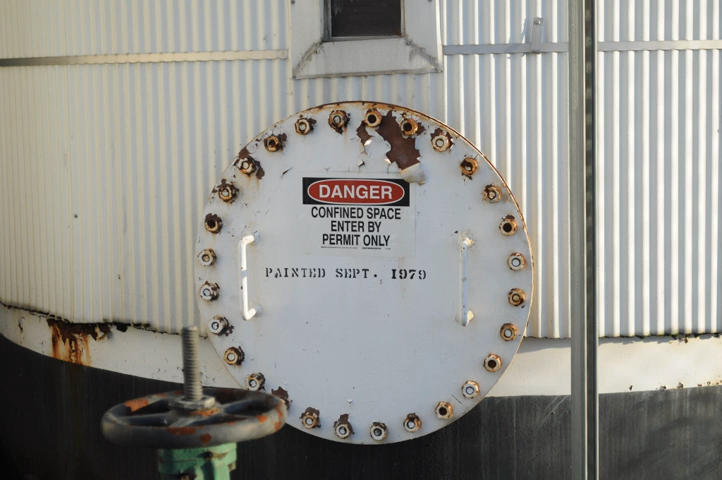 DANGER
CONFINED SPACE
ENTER BY
PERMIT ONLY
PAINTED SEPT. 1979